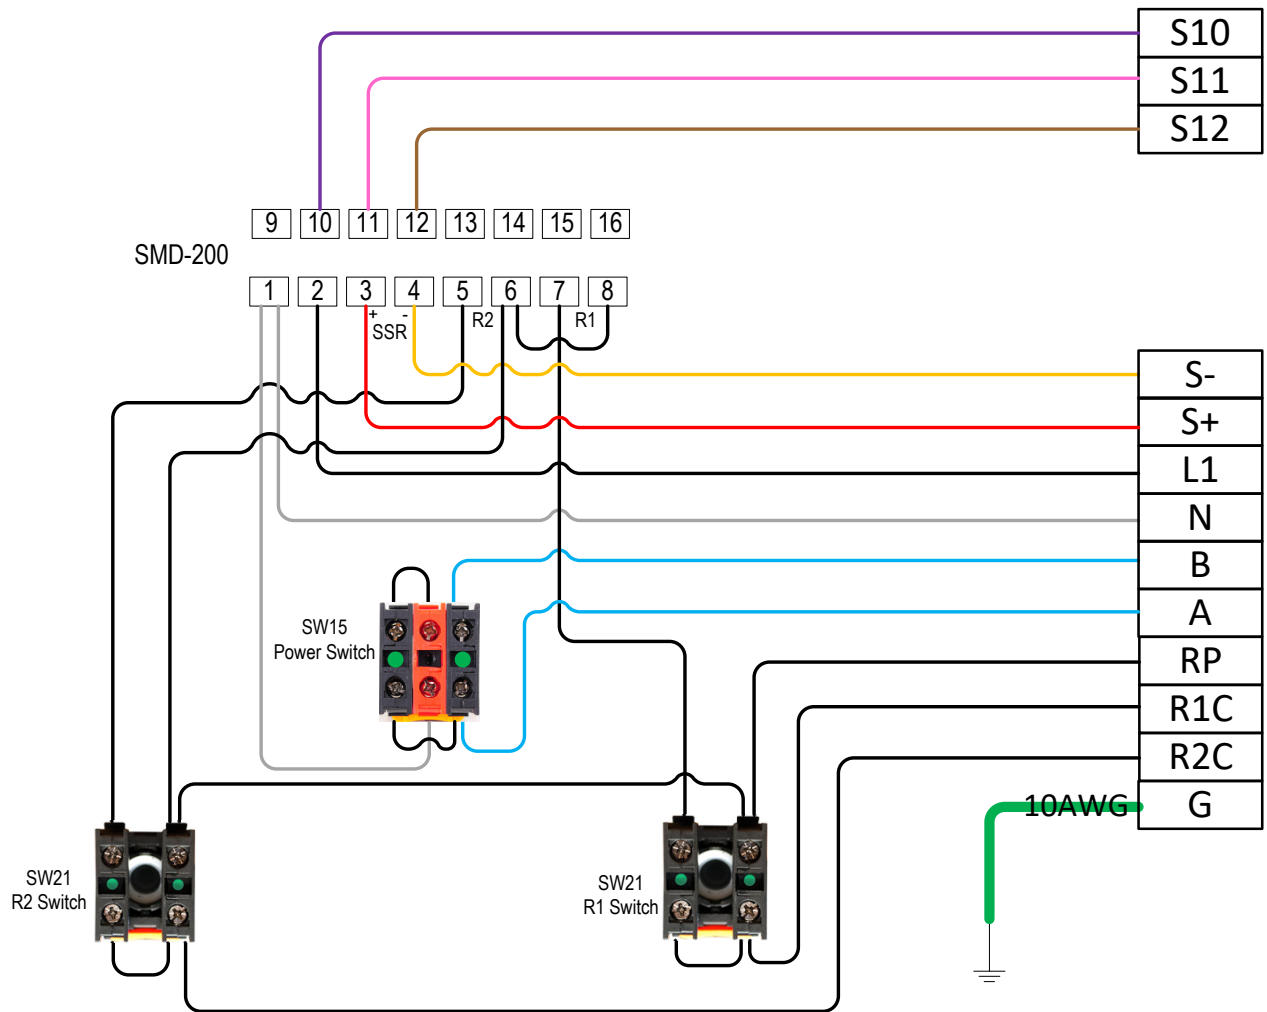 S10
S11
S12
9 10 11 12 13 14 15 16
SMD-200
1 2 3 4 5 6 7 8
+ - R2 R1
SSR
S-
S+
L1
N
B
A
RP
R1C
R2C
10AWG G
SW15
Power Switch
SW21
R2 Switch
SW21
R1 Switch